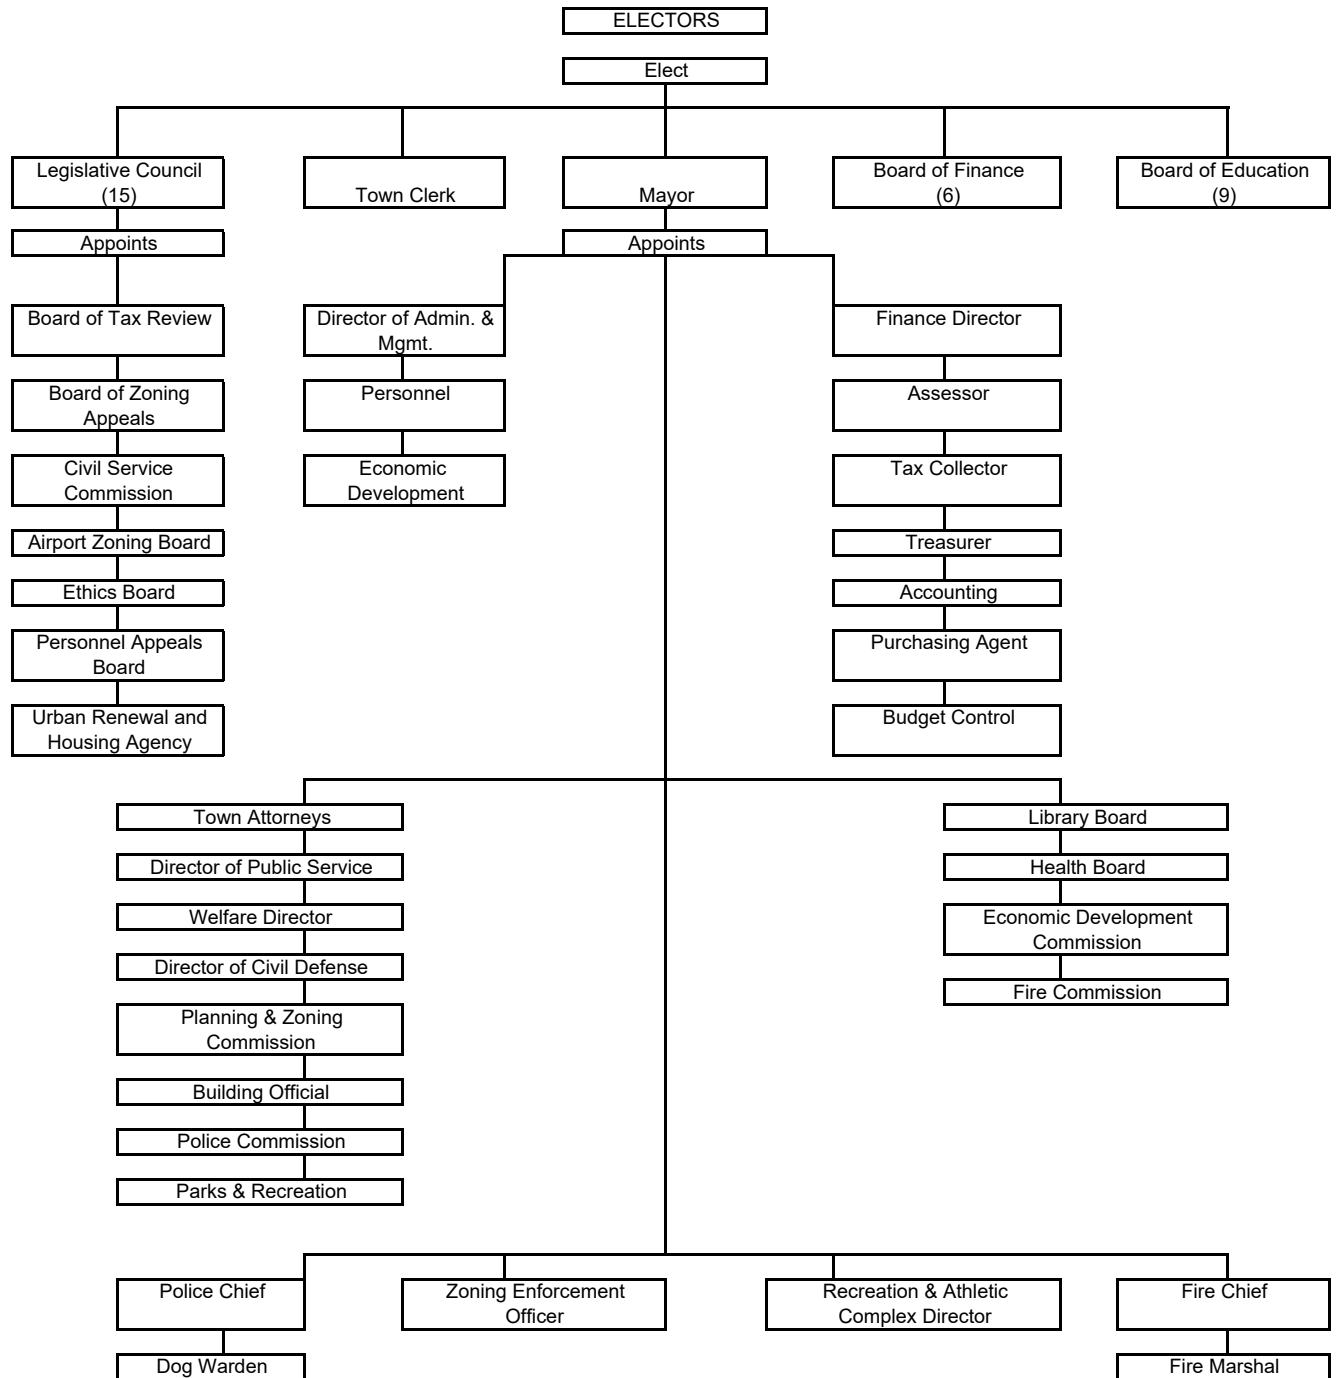 ELECTORS
Elect
Legislative Council
(15)
Town Clerk
Mayor
Board of Finance
(6)
Board of Education
(9)
Appoints
Appoints
Board of Tax Review
Director of Admin. &
Mgmt.
Finance Director
Board of Zoning
Appeals
Personnel
Assessor
Civil Service
Commission
Economic
Development
Tax Collector
Airport Zoning Board
Treasurer
Ethics Board
Accounting
Personnel Appeals
Board
Purchasing Agent
Urban Renewal and
Housing Agency
Budget Control
Town Attorneys
Library Board
Director of Public Service
Health Board
Welfare Director
Economic Development
Commission
Director of Civil Defense
Fire Commission
Planning & Zoning
Commission
Building Official
Police Commission
Parks & Recreation
Police Chief
Zoning Enforcement
Officer
Recreation & Athletic
Complex Director
Fire Chief
Dog Warden
Fire Marshal